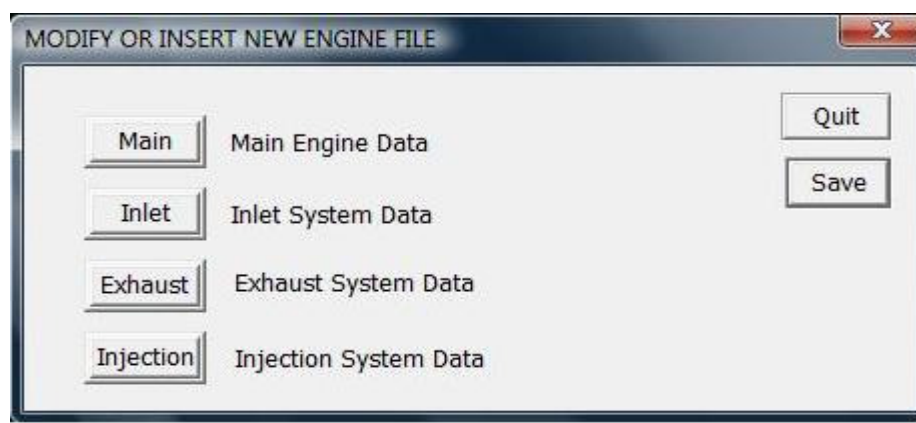 MODIFY OR INSERT NEW ENGINE FILE
Main Main Engine Data
Inlet Inlet System Data
Exhaust Exhaust System Data
Injection Injection System Data
Quit
Save